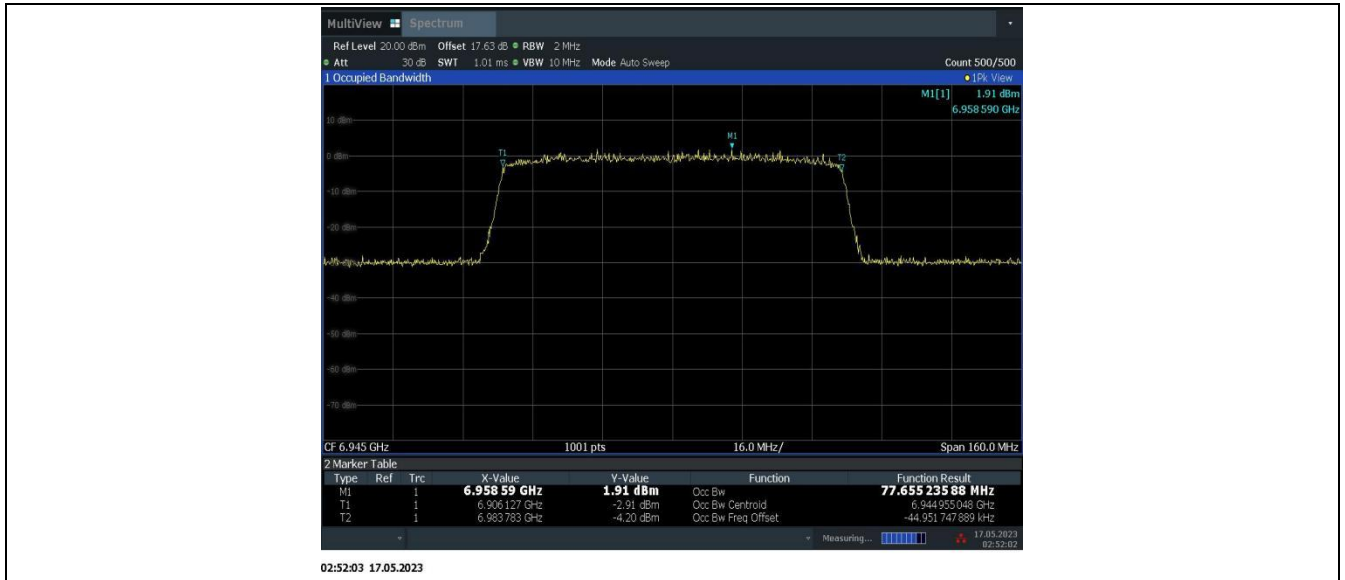 MultiView Spectrum
Ref Level 20.00 dBm Offset 17.63 dB RBW 2 MHz
Att 30 dB SWT 1.01 ms VBW 10 MHz Mode Auto Sweep Count 500/500
1 Occupied Bandwidth 1Pk View
M1[1] 1.91 dBm
6.958 590 GHz
10 dBm
M1
0 dBm T1 T2
-10 dBm
-20 dBm
-40 dBm
-50 dBm
-60 dBm
-70 dBm
CF 6.945 GHz 1001 pts 16.0 MHz/ Span 160.0 MHz
2 Marker Table
Type Ref Trc X-Value Y-Value Function Function Result
M1 1 6.958 59 GHz 1.91 dBm Occ Bw 77.655 235 88 MHz
T1 1 6.906 127 GHz -2.91 dBm Occ Bw Centroid 6.944 955 048 GHz
T2 1 6.983 783 GHz -4.20 dBm Occ Bw Freq Offset -44.951 747 889 kHz
Measuring... 17.05.2023
02:52:02
02:52:03 17.05.2023